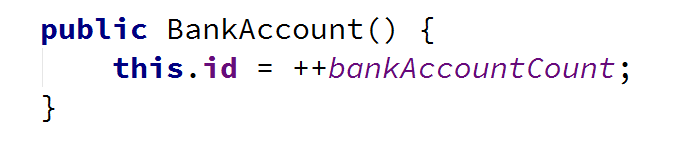 public BankAccount() {
    this.id = ++bankAccountCount;
}